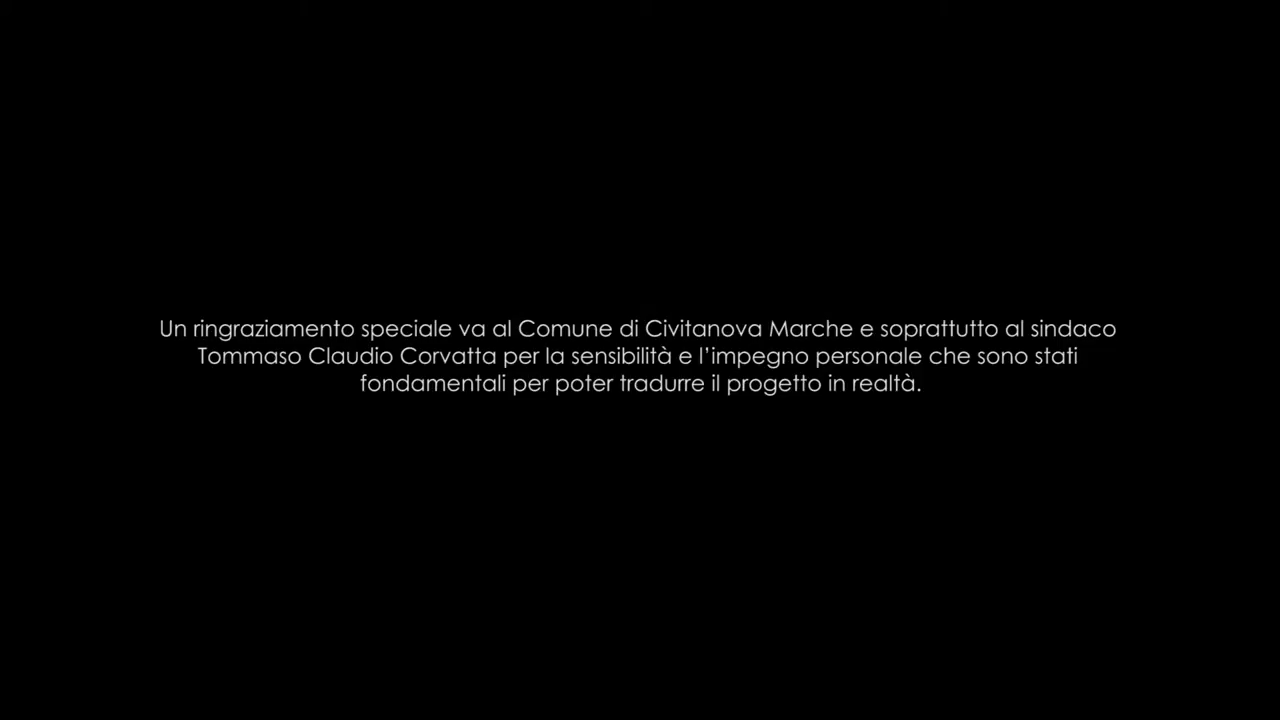 Un ringraziamento speciale va al Comune di Civitanova Marche e soprattutto al sindaco
Tommaso Claudio Corvatta per la sensibilità e l’impegno personale che sono stati
fondamentali per poter tradurre il progetto in realtà.